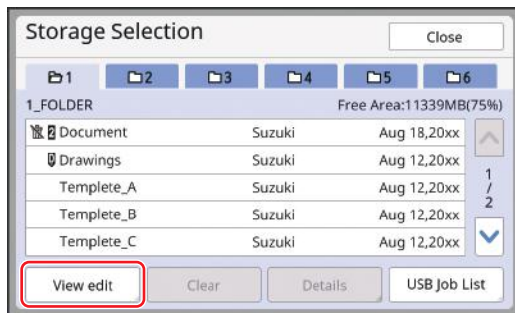 Storage Selection
Close
1 2 3 4 5 6
1_FOLDER Free Area:11339MB(75%)
2 Document Suzuki Aug 18,20xx
Drawings Suzuki Aug 12,20xx
Templete_A Suzuki Aug 12,20xx
Templete_B Suzuki Aug 12,20xx
Templete_C Suzuki Aug 12,20xx
1
/
2
View edit Clear Details USB Job List